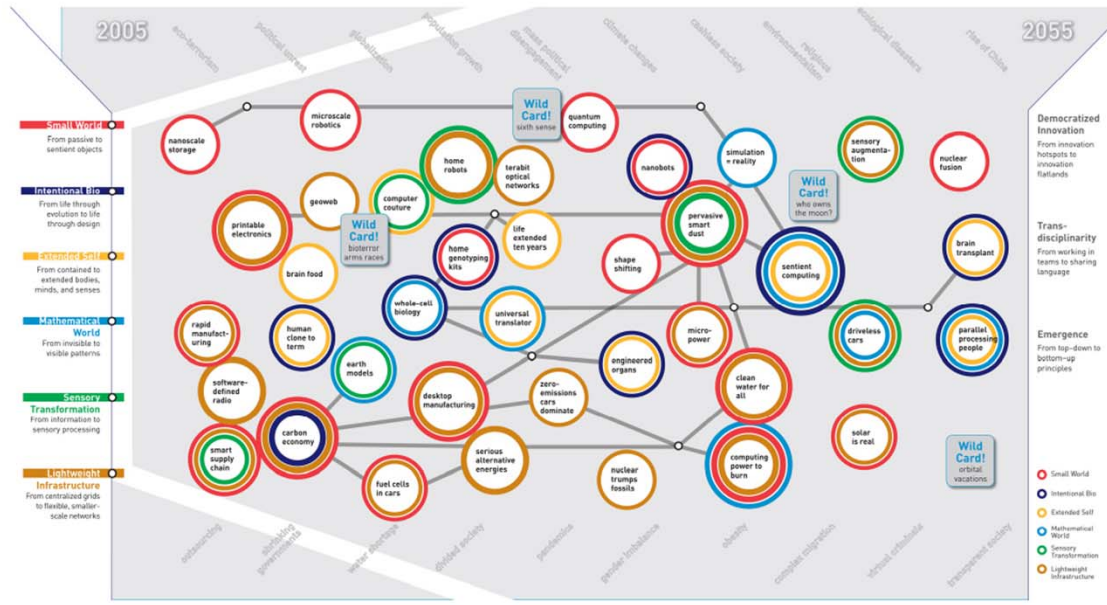 2005
2055
eco-terrorism
political unrest
globalization
population growth
mass political
disengagement
climate changes
cashless society
religious
environmentalism
ecological disasters
rise of China
Small World
From passive to
sentient objects
Intentional Bio
From life through
evolution to life
through design
Extended Self
From contained to
extended bodies,
minds, and senses
Mathematical
World
From invisible to
visible patterns
Sensory
Transformation
From information to
sensory processing
Lightweight
Infrastructure
From centralized grids
to flexible, smaller-
scale networks
nanoscale
storage
microscale
robotics
Wild
Card!
sixth sense
quantum
computing
home
robots
terabit
optical
networks
nanobots
simulation
= reality
sensory
augmenta-
tion
nuclear
fusion
printable
electronics
geoweb
computer
couture
Wild
Card!
bioterror
arms races
life
extended
ten years
pervasive
smart
dust
Wild
Card!
who owns
the moon?
brain food
home
genotyping
kits
shape
shifting
sentient
computing
brain
transplant
whole-cell
biology
universal
translator
rapid
manufact-
uring
human
clone to
term
micro-
power
driveless
cars
parallel
processing
people
earth
models
engineered
organs
software-
defined
radio
desktop
manufacturing
zero-
emissions
cars
dominate
clean
water for
all
carbon
economy
solar
is real
smart
supply
chain
serious
alternative
energies
computing
power to
burn
fuel cells
in cars
nuclear
trumps
fossils
Wild
Card!
orbital
vacations
outsourcing
shrinking
governments
water shortage
divided society
pandemics
gender imbalance
obesity
complex migration
virtual criminals
transparent society
Democratized
Innovation
From innovation
hotspots to
innovation
flatlands
Trans-
disciplinarity
From working in
teams to sharing
language
Emergence
From top-down to
bottom-up
principles
Small World
Intentional Bio
Extended Self
Mathematical
World
Sensory
Transformation
Lightweight
Infrastructure